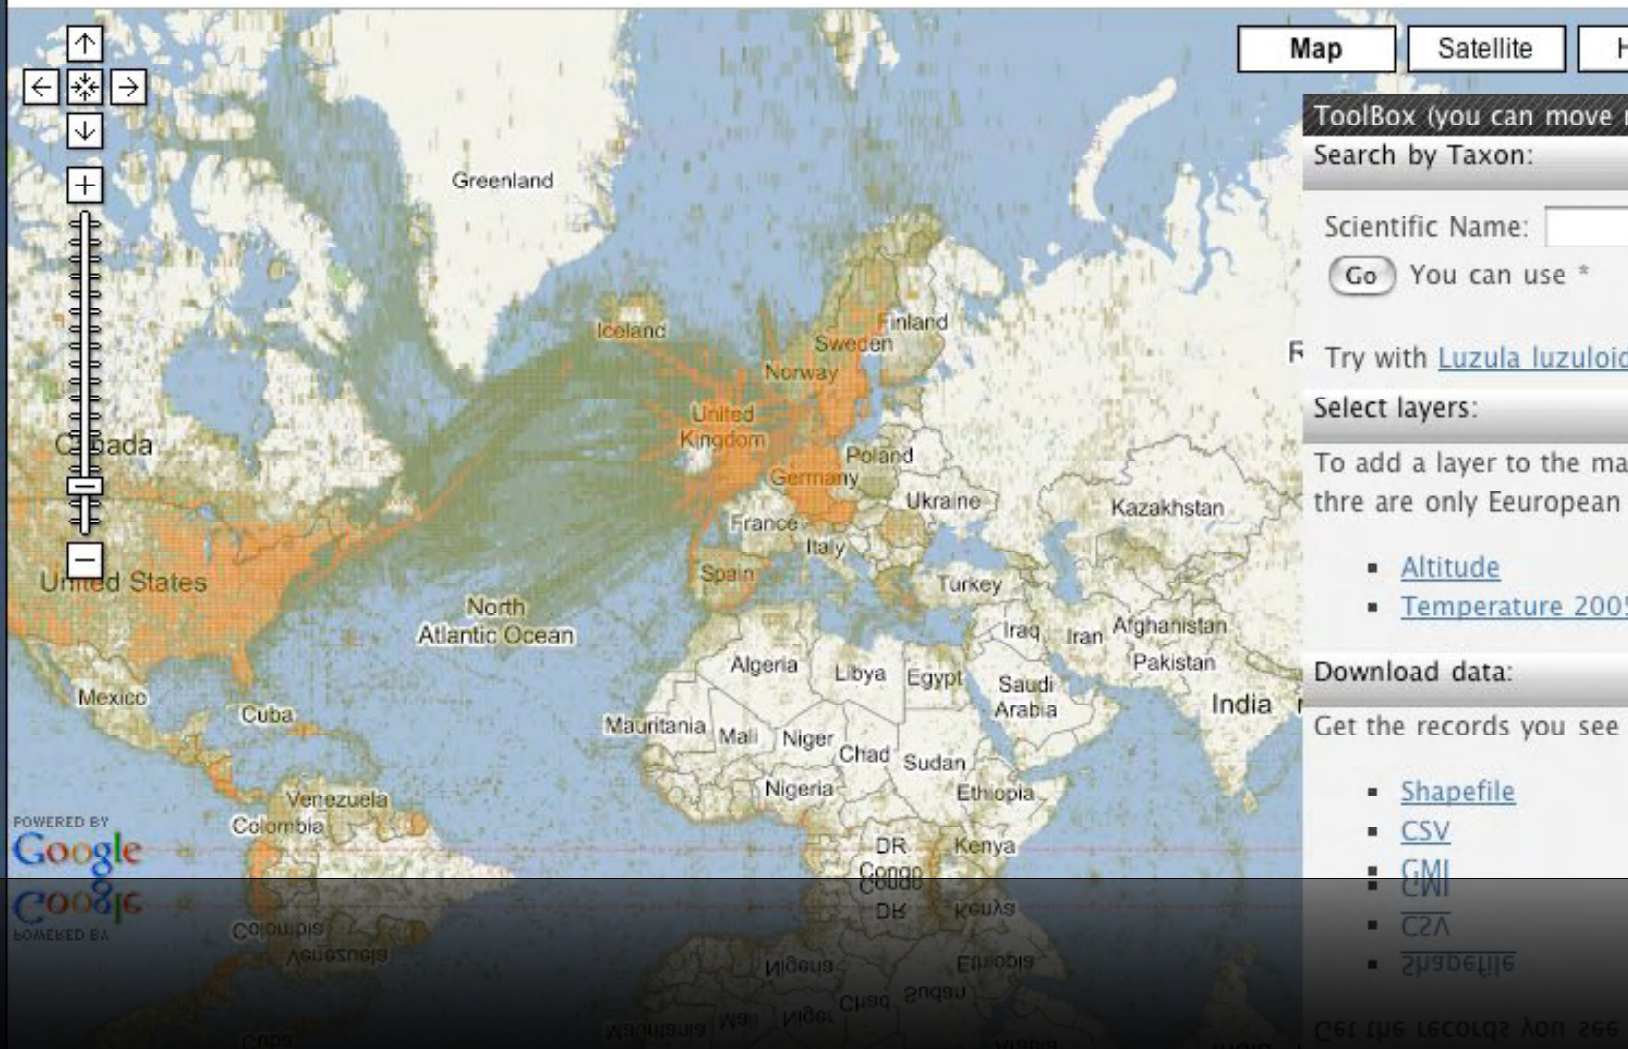 Map
Satellite
H
ToolBox (you can move
Search by Taxon:
Greenland
Scientific Name:
Go You can use *
Iceland
Finland
Sweden
Norway
Try with Luzula luzuloid
United
Kingdom
Select layers:
Canada
Poland
To add a layer to the ma
Germany
Ukraine
Kazakhstan
thre are only Eeuropean
France
Italy
Spain
Turkey
Altitude
United States
North
Atlantic Ocean
Temperature 2005
Iraq
Iran
Afghanistan
Algeria
Libya
Egypt
Pakistan
Download data:
Saudi
Arabia
Mexico
India
Cuba
Mauritania
Mali
Niger
Chad
Sudan
Get the records you see
Nigeria
Ethiopia
Shapefile
Venezuela
Colombia
POWERED BY
Google
CSV
DR
Congo
Kenya
GMI